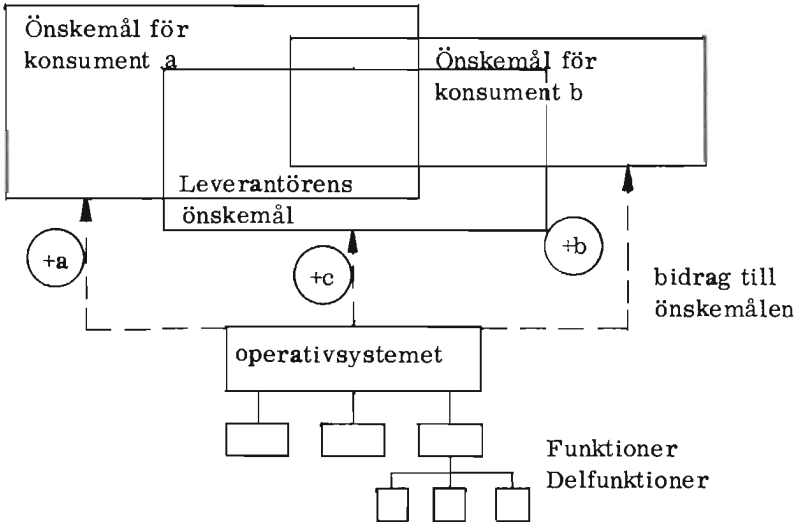 Önskemål för
konsument a
Önskemål för
konsument b
Leverantörens
önskemål
+a
+c
+b
bidrag till
önskemålen
operativsystemet
Funktioner
Delfunktioner